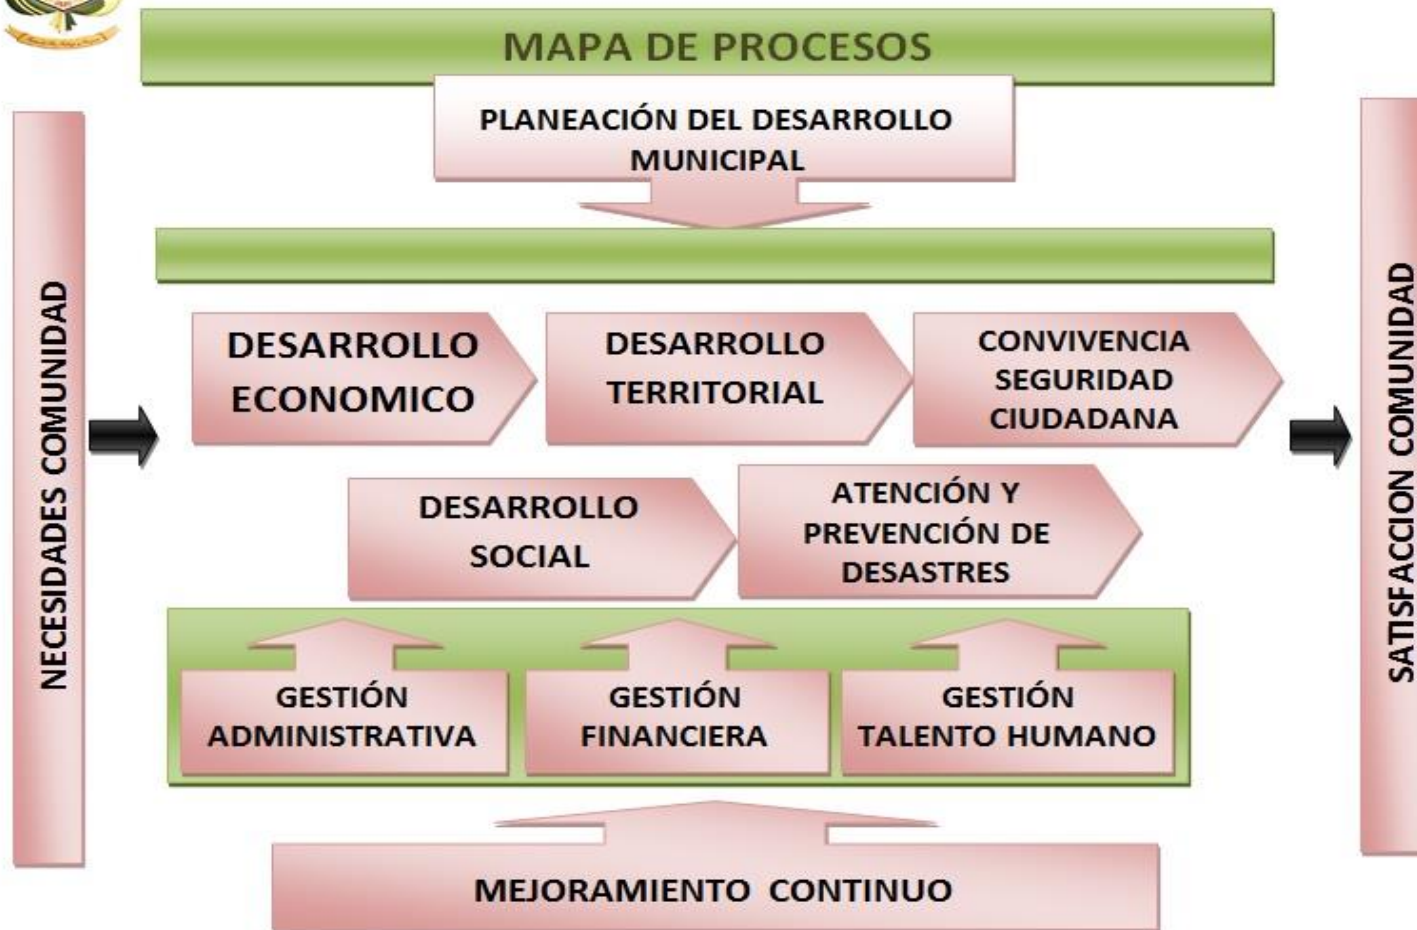 MAPA DE PROCESOS
PLANEACIÓN DEL DESARROLLO
MUNICIPAL
NECESIDADES COMUNIDAD
DESARROLLO
ECONOMICO
DESARROLLO
TERRITORIAL
CONVIVENCIA
SEGURIDAD
CIUDADANA
DESARROLLO
SOCIAL
ATENCIÓN Y
PREVENCIÓN DE
DESASTRES
SATISFACCION COMUNIDAD
GESTIÓN
ADMINISTRATIVA
GESTIÓN
FINANCIERA
GESTIÓN
TALENTO HUMANO
MEJORAMIENTO CONTINUO